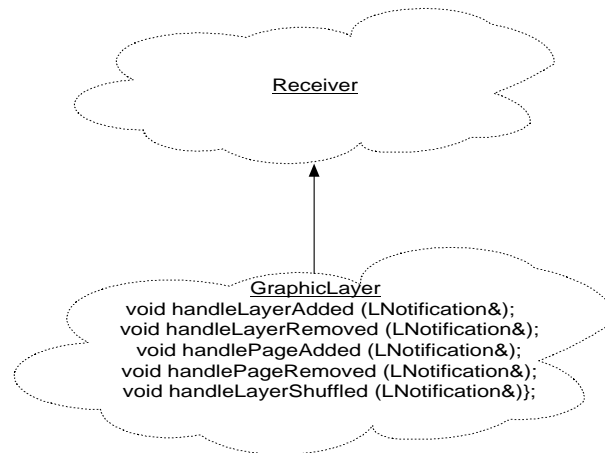 Receiver
GraphicLayer
void handleLayerAdded (LNotification&);
void handleLayerRemoved (LNotification&);
void handlePageAdded (LNotification&);
void handlePageRemoved (LNotification&);
void handleLayerShuffled (LNotification&)};